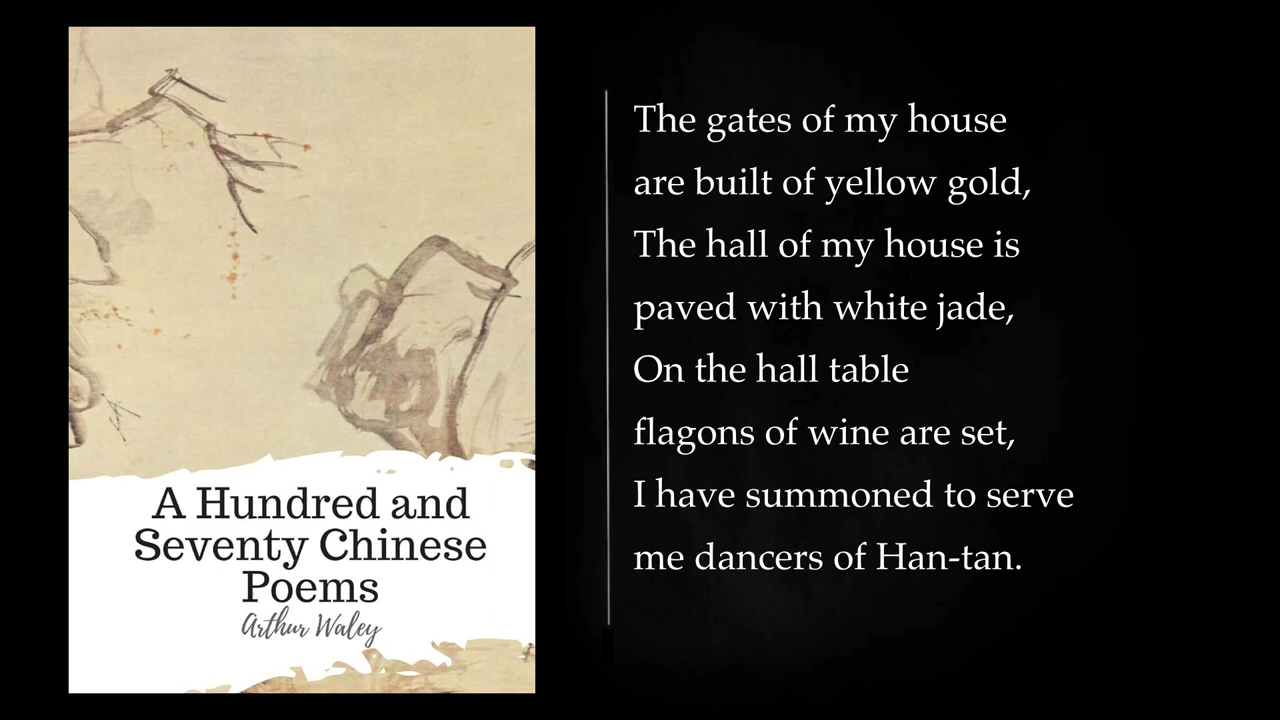 A Hundred and
Seventy Chinese
Poems
Arthur Waley
The gates of my house
are built of yellow gold,
The hall of my house is
paved with white jade,
On the hall table
flagons of wine are set,
I have summoned to serve
me dancers of Han-tan.